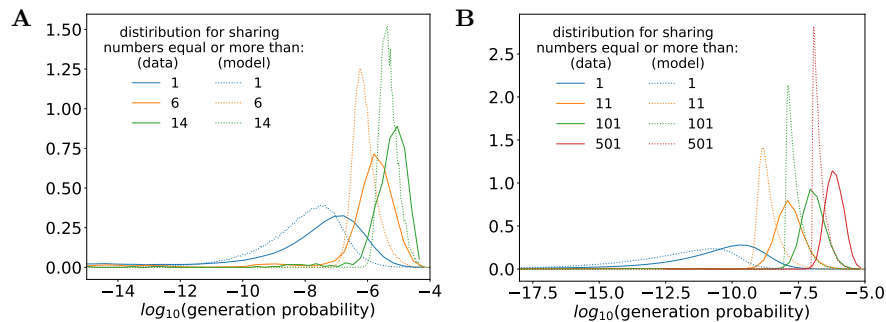 A
distiribution for sharing
numbers equal or more than:
(data) (model)
1 1
6 6
14 14
1.50
1.25
1.00
0.75
0.50
0.25
0.00
−14 −12 −10 −8 −6 −4
log10(generation probability)
B
distiribution for sharing
numbers equal or more than:
(data) (model)
1 1
11 11
101 101
501 501
2.5
2.0
1.5
1.0
0.5
0.0
−17.5 −15.0 −12.5 −10.0 −7.5 −5.0
log10(generation probability)